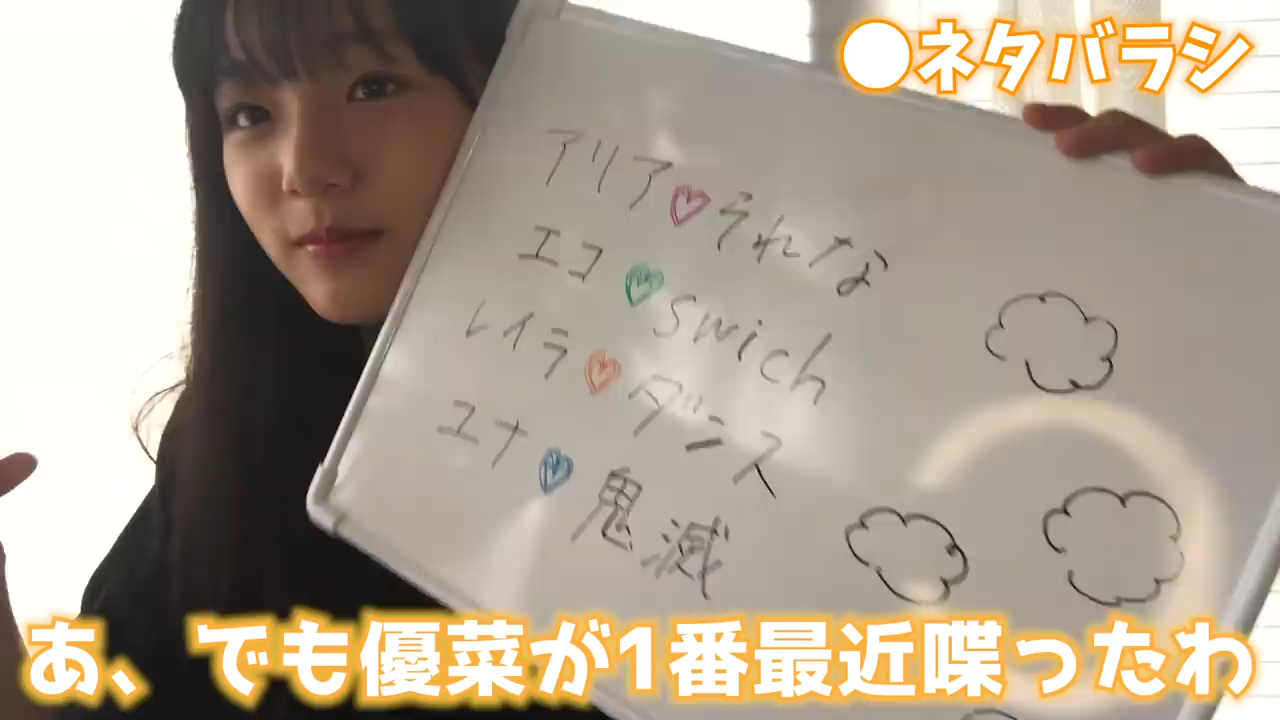 ●ネタバラシ
アリア♡それな
エコ♡swich
レイラ♡ダンス
ユナ♡鬼滅
あ、でも優菜が1番最近喋ったわ